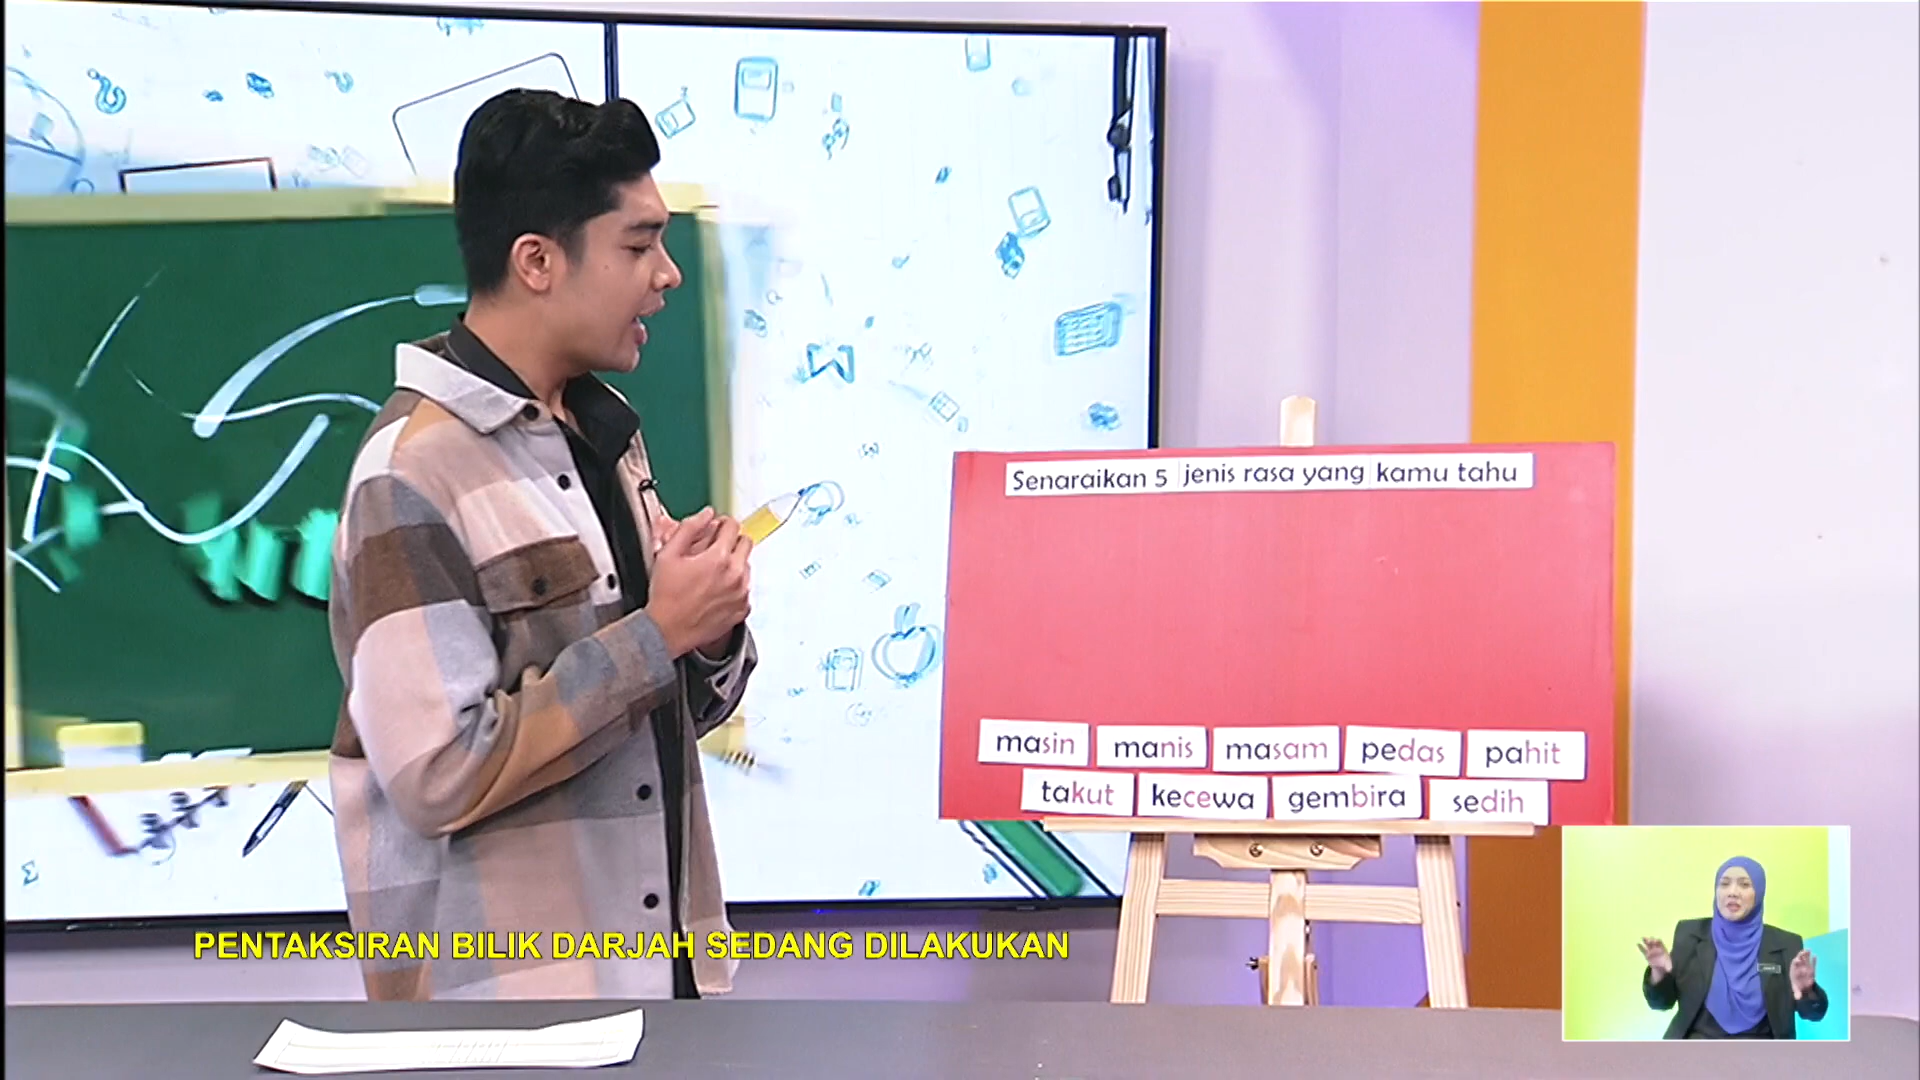 Senaraikan 5 jenis rasa yang kamu tahu
masin manis masam pedas pahit
takut kecewa gembira sedih
PENTAKSIRAN BILIK DARJAH SEDANG DILAKUKAN